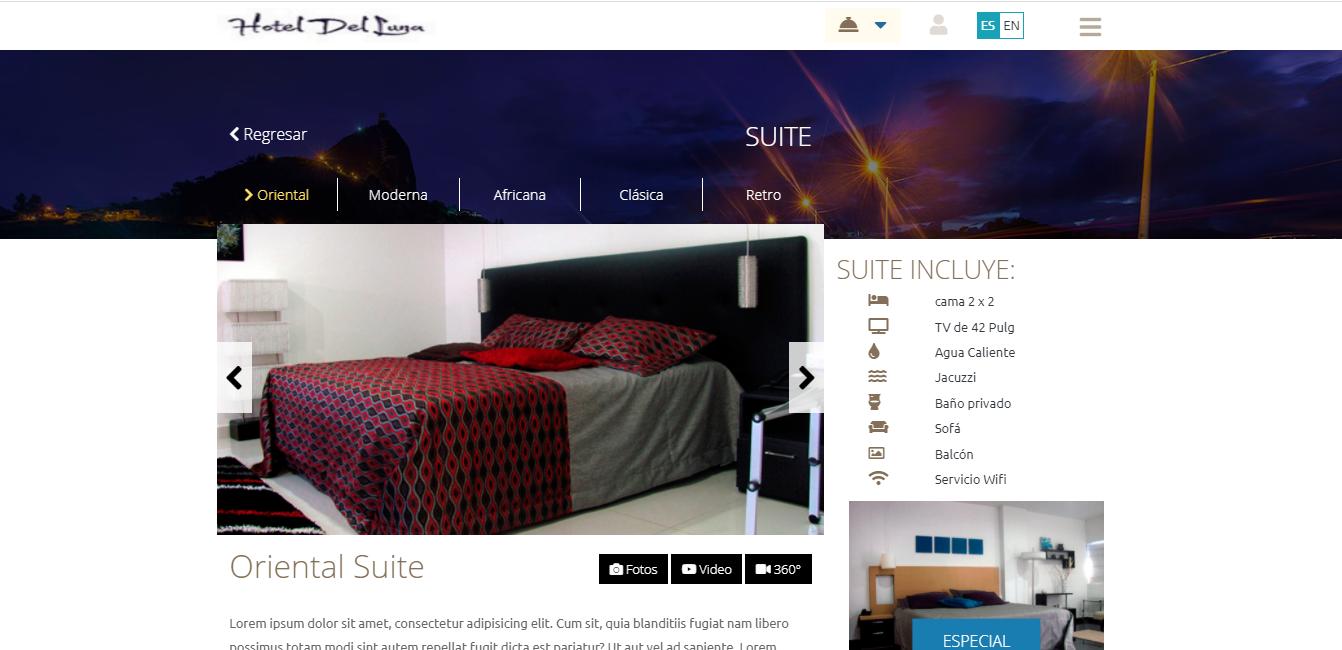 Hotel Del Luna
ES EN
Regresar
SUITE
Oriental
Moderna
Africana
Clásica
Retro
SUITE INCLUYE:
cama 2 x 2
TV de 42 Pulg
Agua Caliente
Jacuzzi
Baño privado
Sofá
Balcón
Servicio Wifi
Oriental Suite
Fotos
Video
360°
Lorem ipsum dolor sit amet, consectetur adipisicing elit. Cum sit, quia blanditiis fugiat nam libero
possimus totam modi sint autem repellat fugit dicta est pariatur? Ut aut vel ad sapiente. Lorem
ESPECIAL